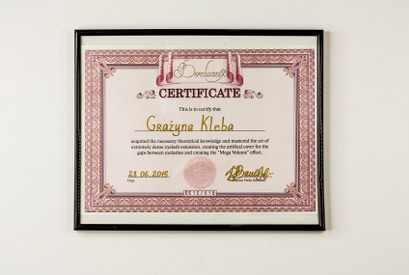 CERTIFICATE
This is to certify that
Grażyna Kleba
acquired the necessary theoretical knowledge and mastered the art of
extremely dense eyelash extension, creating the artificial cover for the
gaps between eyelashes and creating the "Mega Volume" effect.
23.06.2015
Date